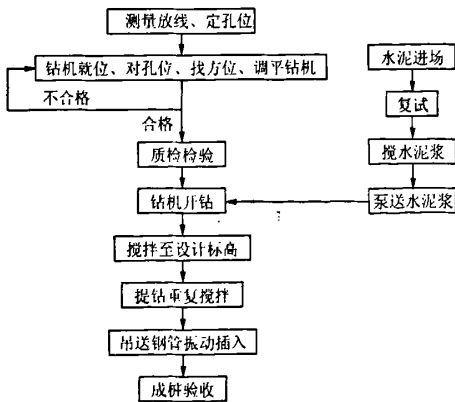 测量放线、定孔位
钻机就位、对孔位、找方位、调平钻机
不合格
合格
质检检验
钻机开钻
搅拌至设计标高
提钻重复搅拌
吊送钢管振动插入
成桩验收
水泥进场
复试
搅水泥浆
泵送水泥浆